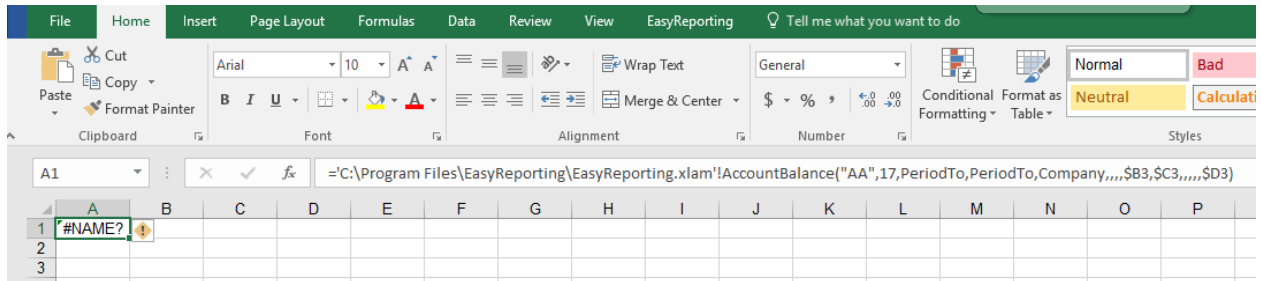 File Home Insert Page Layout Formulas Data Review View EasyReporting Tell me what you want to do
Cut
Copy
Format Painter
Paste
Clipboard
Arial 10 A A
B I U A
Font
Wrap Text
Merge & Center
Alignment
General
$ % , .0 .00 .00 .0
Number
Conditional Formatting
Format as Table
Normal Bad
Neutral Calculati
Styles
A1 fx ='C:\Program Files\EasyReporting\EasyReporting.xlam'!AccountBalance("AA",17,PeriodTo,PeriodTo,Company,,,,$B3,$C3,,,,,$D3)
A B C D E F G H I J K L M N O P
1 #NAME?
2
3